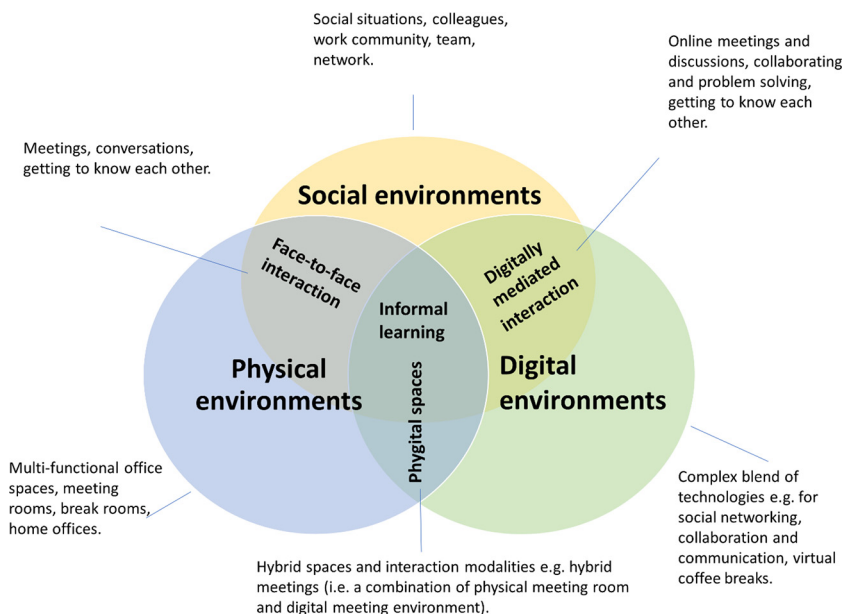 Social situations, colleagues,
work community, team,
network.
Online meetings and
discussions, collaborating
and problem solving,
getting to know each
other.
Meetings, conversations,
getting to know each other.
Social environments
Face-to-face
interaction
Digitally
mediated
interaction
Informal
learning
Physical
environments
Digital
environments
Phygital spaces
Multi-functional office
spaces, meeting
rooms, break rooms,
home offices.
Complex blend of
technologies e.g. for
social networking,
collaboration and
communication, virtual
coffee breaks.
Hybrid spaces and interaction modalities e.g. hybrid
meetings (i.e. a combination of physical meeting room
and digital meeting environment).